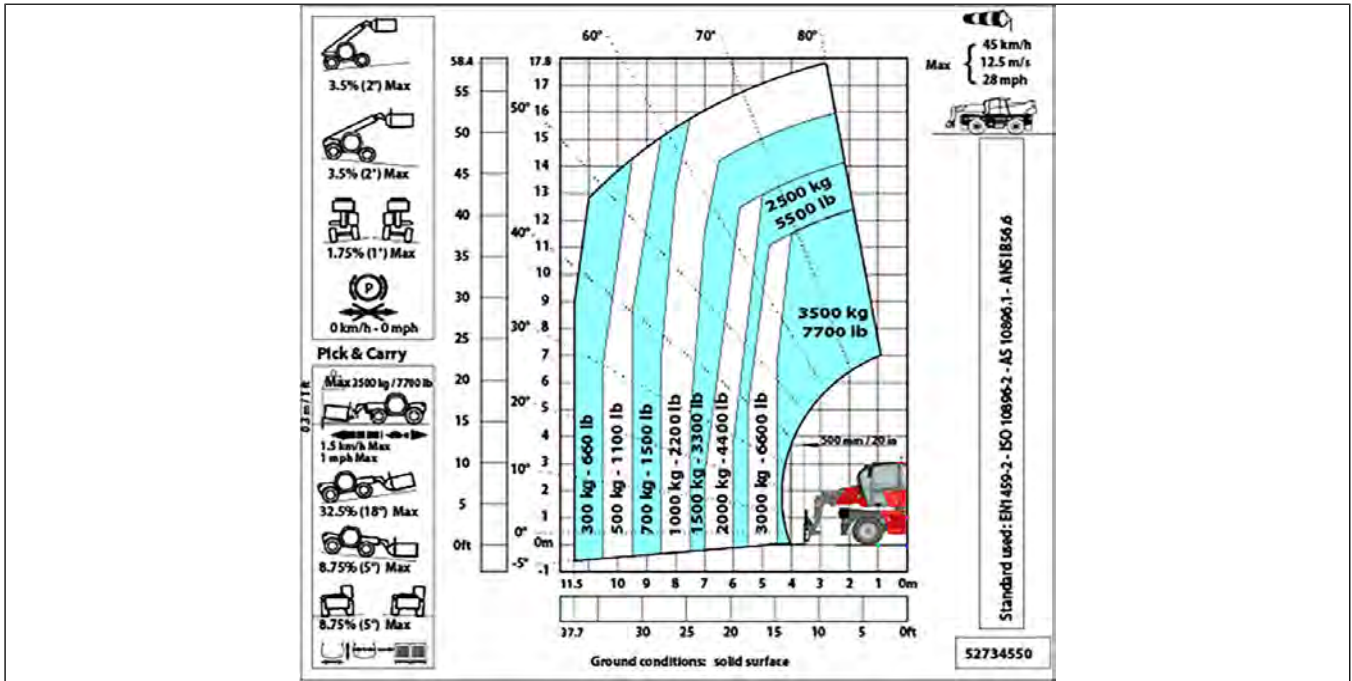 3.5% (2°) Max
3.5% (2°) Max
1.75% (1°) Max
P
0 km/h - 0 mph
Pick & Carry
Max 2500 kg / 7700 lb
0.3 m / 1 ft
1.5 km/h Max
1 mph Max
32.5% (18°) Max
8.75% (5°) Max
8.75% (5°) Max
60°
70°
80°
50°
40°
30°
20°
10°
0°
-5°
58.4
55
50
45
40
35
30
25
20
15
10
5
0ft
17.8
17
16
15
14
13
12
11
10
9
8
7
6
5
4
3
2
1
0m
-1
2500 kg
5500 lb
3500 kg
7700 lb
300 kg - 660 lb
500 kg - 1100 lb
700 kg - 1500 lb
1000 kg - 2200 lb
1500 kg - 3300 lb
2000 kg - 4400 lb
3000 kg - 6600 lb
500 mm / 20 in
11.5 10 9 8 7 6 5 4 3 2 1 0m
37.7 30 25 20 15 10 5 0ft
Ground conditions: solid surface
Max
45 km/h
12.5 m/s
28 mph
Standard used: EN1459-2 - ISO 10896-2 - AS 10896.1 - ANSI B56.6
52734550